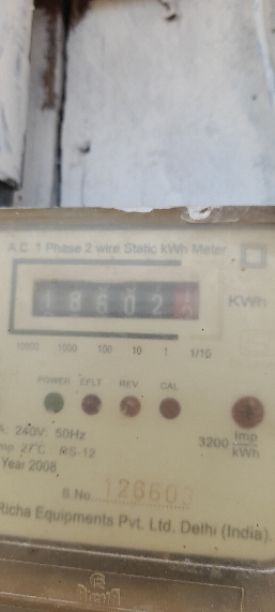 A.C. 1 Phase 2 wire Static kWh Meter
1 8 6 0 2
KWh
10000 1000 100 10 1 1/10
POWER EFLT REV CAL
A: 240V: 50Hz
3200 Imp/kWh
mp. 27°C RS-12
Year 2008
S.No. 128603
Richa Equipments Pvt. Ltd. Delhi (India).